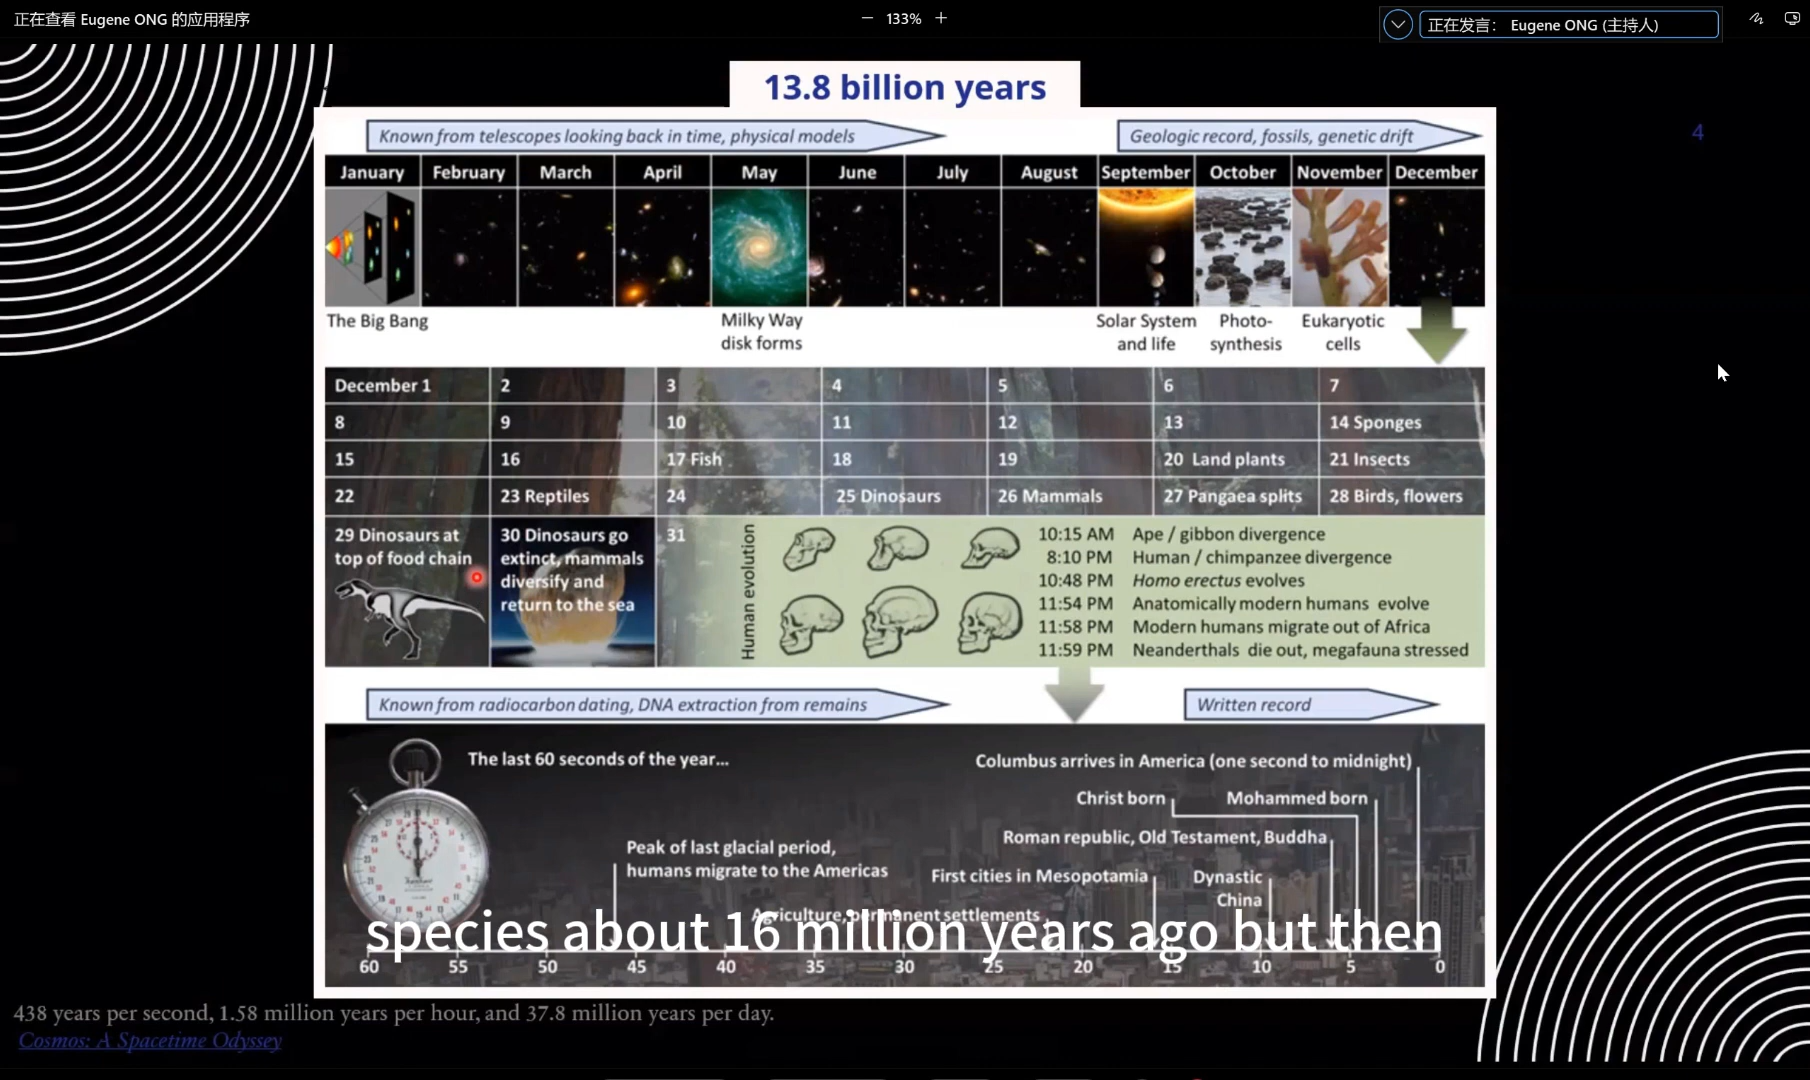 正在查看 Eugene ONG 的应用程序
133%
正在发言： Eugene ONG (主持人)
13.8 billion years
4
Known from telescopes looking back in time, physical models
Geologic record, fossils, genetic drift
January February March April May June July August September October November December
The Big Bang
Milky Way
disk forms
Solar System
and life
Photo-
synthesis
Eukaryotic
cells
December 1 2 3 4 5 6 7
8 9 10 11 12 13 14 Sponges
15 16 17 Fish 18 19 20 Land plants 21 Insects
22 23 Reptiles 24 25 Dinosaurs 26 Mammals 27 Pangaea splits 28 Birds, flowers
29 Dinosaurs at
top of food chain
30 Dinosaurs go
extinct, mammals
diversify and
return to the sea
31
Human evolution
10:15 AM Ape / gibbon divergence
8:10 PM Human / chimpanzee divergence
10:48 PM Homo erectus evolves
11:54 PM Anatomically modern humans evolve
11:58 PM Modern humans migrate out of Africa
11:59 PM Neanderthals die out, megafauna stressed
Known from radiocarbon dating, DNA extraction from remains
Written record
The last 60 seconds of the year...
Columbus arrives in America (one second to midnight)
Christ born
Mohammed born
Roman republic, Old Testament, Buddha
Peak of last glacial period,
humans migrate to the Americas
First cities in Mesopotamia
Dynastic
China
Agriculture, permanent settlements
species about 16 million years ago but then
60 55 50 45 40 35 30 25 20 15 10 5 0
438 years per second, 1.58 million years per hour, and 37.8 million years per day.
Cosmos: A Spacetime Odyssey